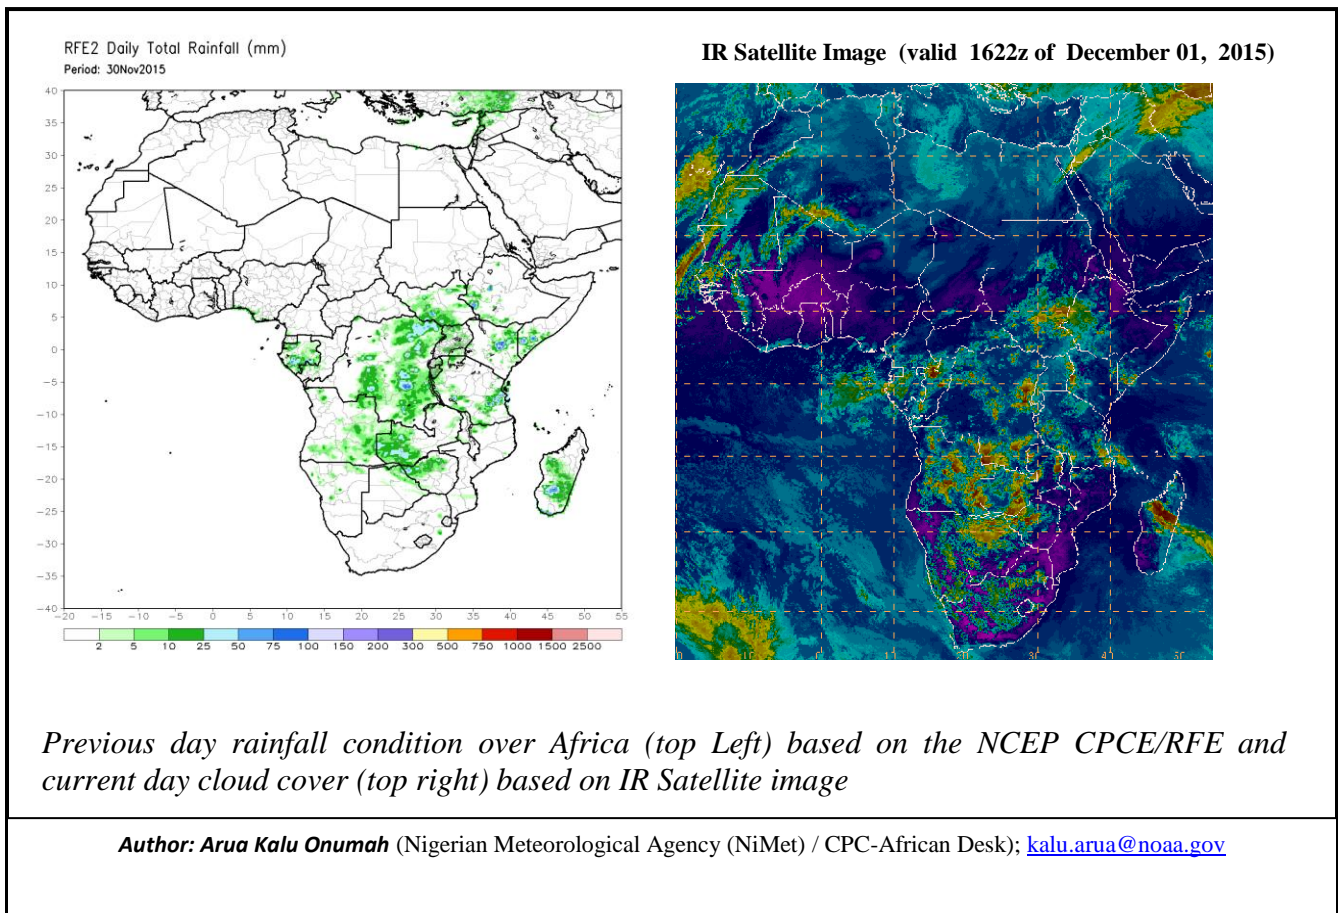 RFE2 Daily Total Rainfall (mm)
Period: 30Nov2015
IR Satellite Image (valid 1622z of December 01, 2015)
40
35
30
25
20
15
10
5
0
−5
−10
−15
−20
−25
−30
−35
−40
−20 −15 −10 −5 0 5 10 15 20 25 30 35 40 45 50 55
2 5 10 25 50 75 100 150 200 300 500 750 1000 1500 2500
Previous day rainfall condition over Africa (top Left) based on the NCEP CPCE/RFE and
current day cloud cover (top right) based on IR Satellite image
Author: Arua Kalu Onumah (Nigerian Meteorological Agency (NiMet) / CPC-African Desk); kalu.arua@noaa.gov